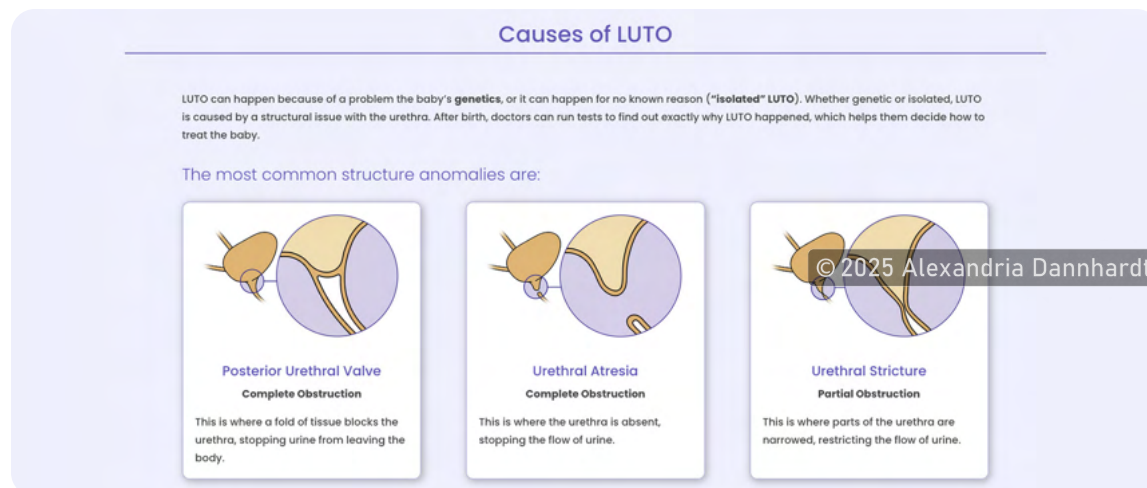 Causes of LUTO
LUTO can happen because of a problem the baby's genetics, or it can happen for no known reason (“isolated” LUTO). Whether genetic or isolated, LUTO
is caused by a structural issue with the urethra. After birth, doctors can run tests to find out exactly why LUTO happened, which helps them decide how to
treat the baby.
The most common structure anomalies are:
© 2025 Alexandria Dannhardt
Posterior Urethral Valve
Complete Obstruction
This is where a fold of tissue blocks the
urethra, stopping urine from leaving the
body.
Urethral Atresia
Complete Obstruction
This is where the urethra is absent,
stopping the flow of urine.
Urethral Stricture
Partial Obstruction
This is where parts of the urethra are
narrowed, restricting the flow of urine.